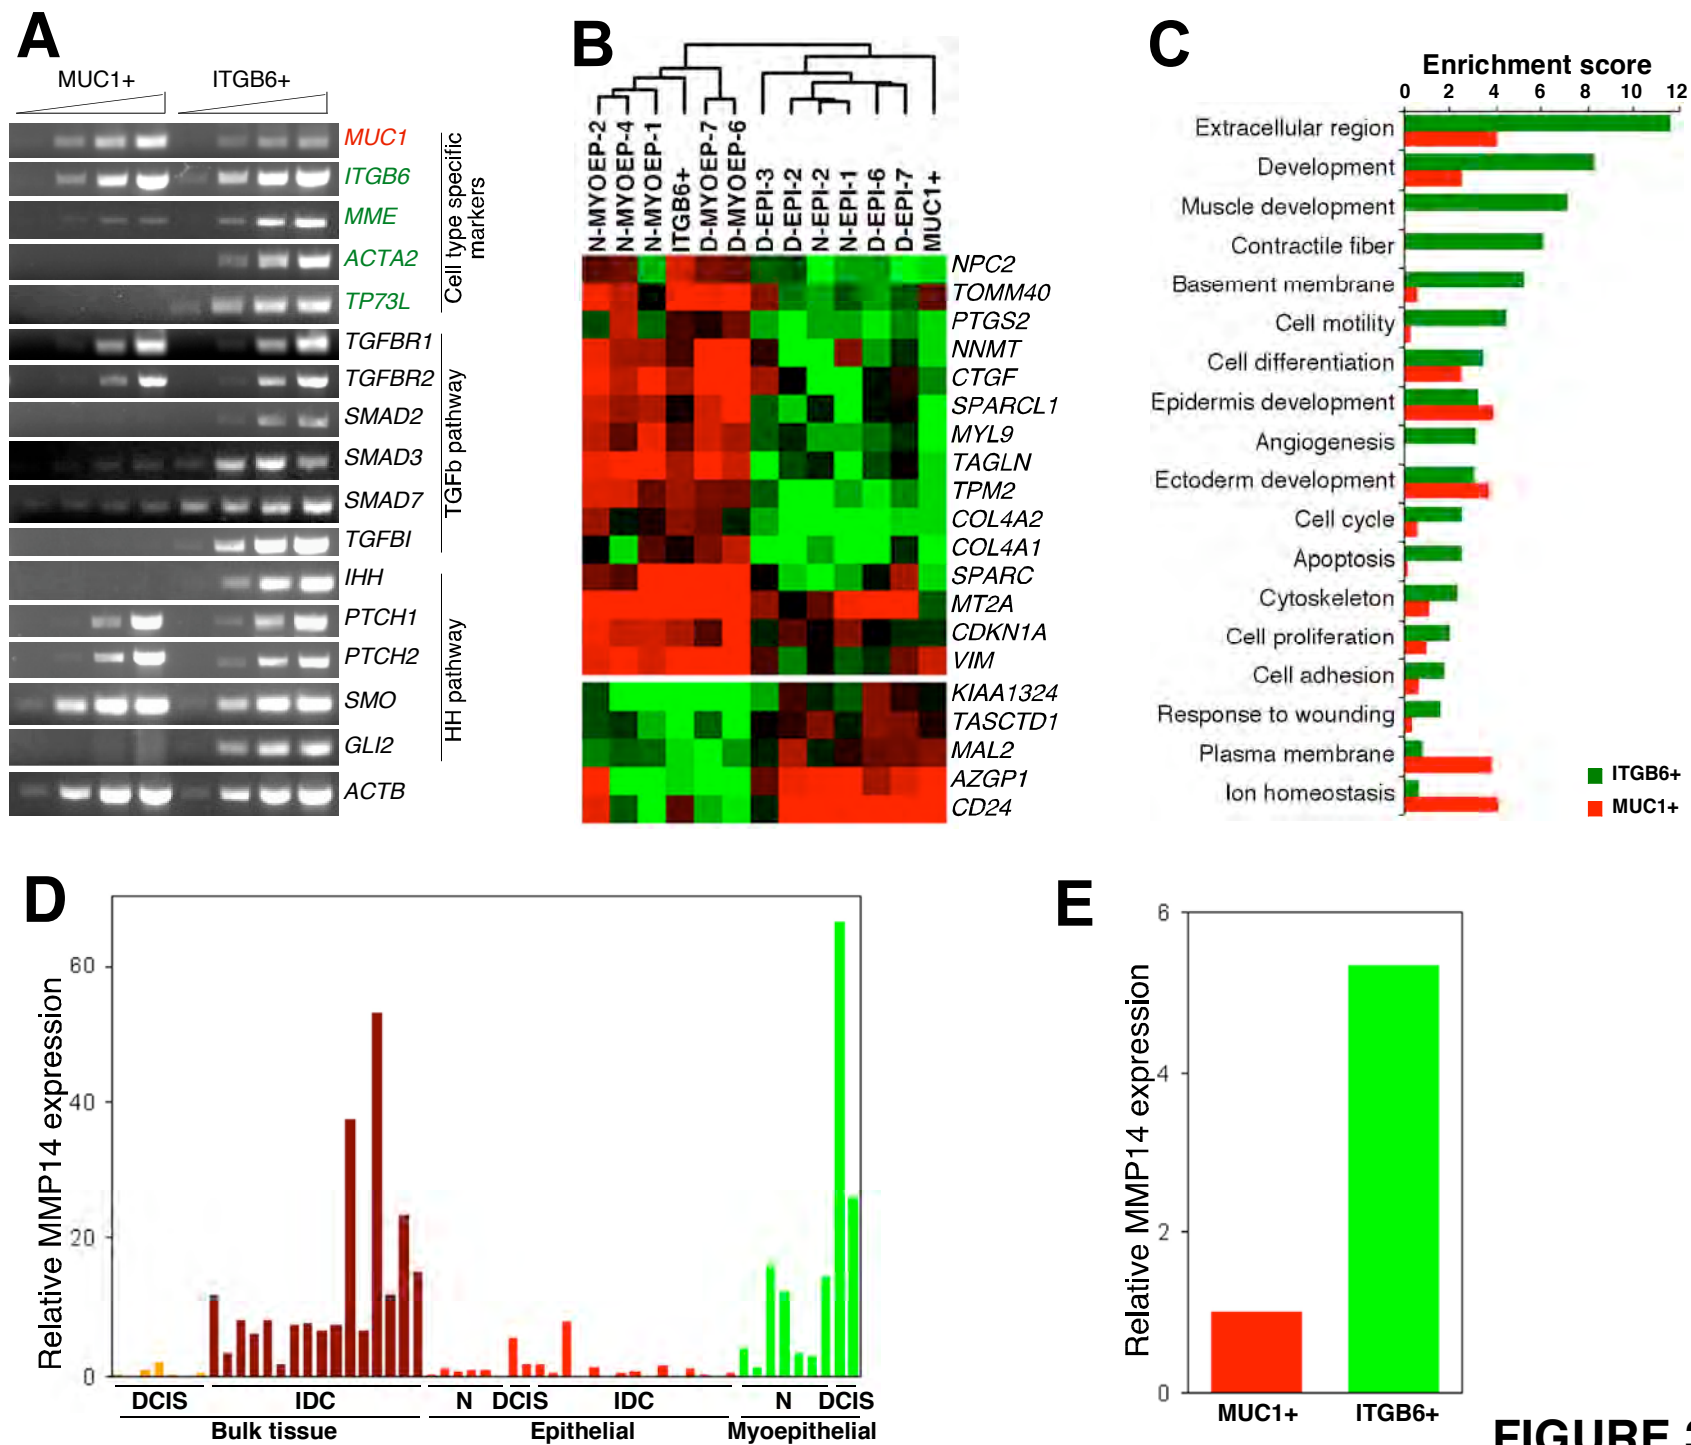 A
MUC1+ ITGB6+
MUC1
ITGB6
MME
ACTA2
TP73L
Cell type specific
markers
TGFBR1
TGFBR2
SMAD2
SMAD3
SMAD7
TGFBI
TGFb pathway
IHH
PTCH1
PTCH2
SMO
GLI2
HH pathway
ACTB
B
N-MYOEP-2
N-MYOEP-4
N-MYOEP-1
ITGB6+
D-MYOEP-7
D-MYOEP-6
D-EPI-3
D-EPI-2
N-EPI-2
N-EPI-1
D-EPI-6
D-EPI-7
MUC1+
NPC2
TOMM40
PTGS2
NNMT
CTGF
SPARCL1
MYL9
TAGLN
TPM2
COL4A2
COL4A1
SPARC
MT2A
CDKN1A
VIM
KIAA1324
TASCTD1
MAL2
AZGP1
CD24
C
Enrichment score
0 2 4 6 8 10 12
Extracellular region
Development
Muscle development
Contractile fiber
Basement membrane
Cell motility
Cell differentiation
Epidermis development
Angiogenesis
Ectoderm development
Cell cycle
Apoptosis
Cytoskeleton
Cell proliferation
Cell adhesion
Response to wounding
Plasma membrane
Ion homeostasis
ITGB6+
MUC1+
D
Relative MMP14 expression
60
40
20
0
DCIS IDC N DCIS IDC N DCIS
Bulk tissue Epithelial Myoepithelial
E
Relative MMP14 expression
6
4
2
0
MUC1+ ITGB6+
FIGURE